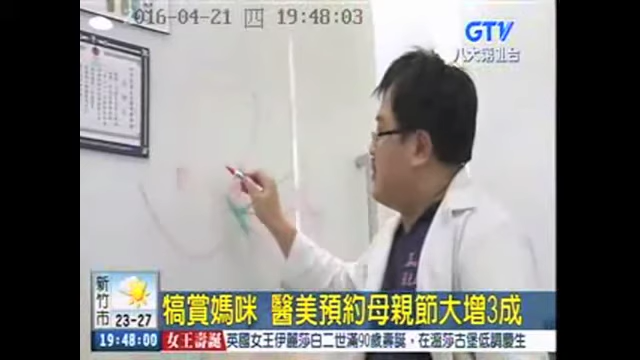 016-04-21 四 19:48:03
GTV
八大第1台
新竹市
23-27
犒賞媽咪 醫美預約母親節大增3成
19:48:00
女王壽誕
英國女王伊麗莎白二世滿90歲壽誕,在溫莎古堡低調慶生